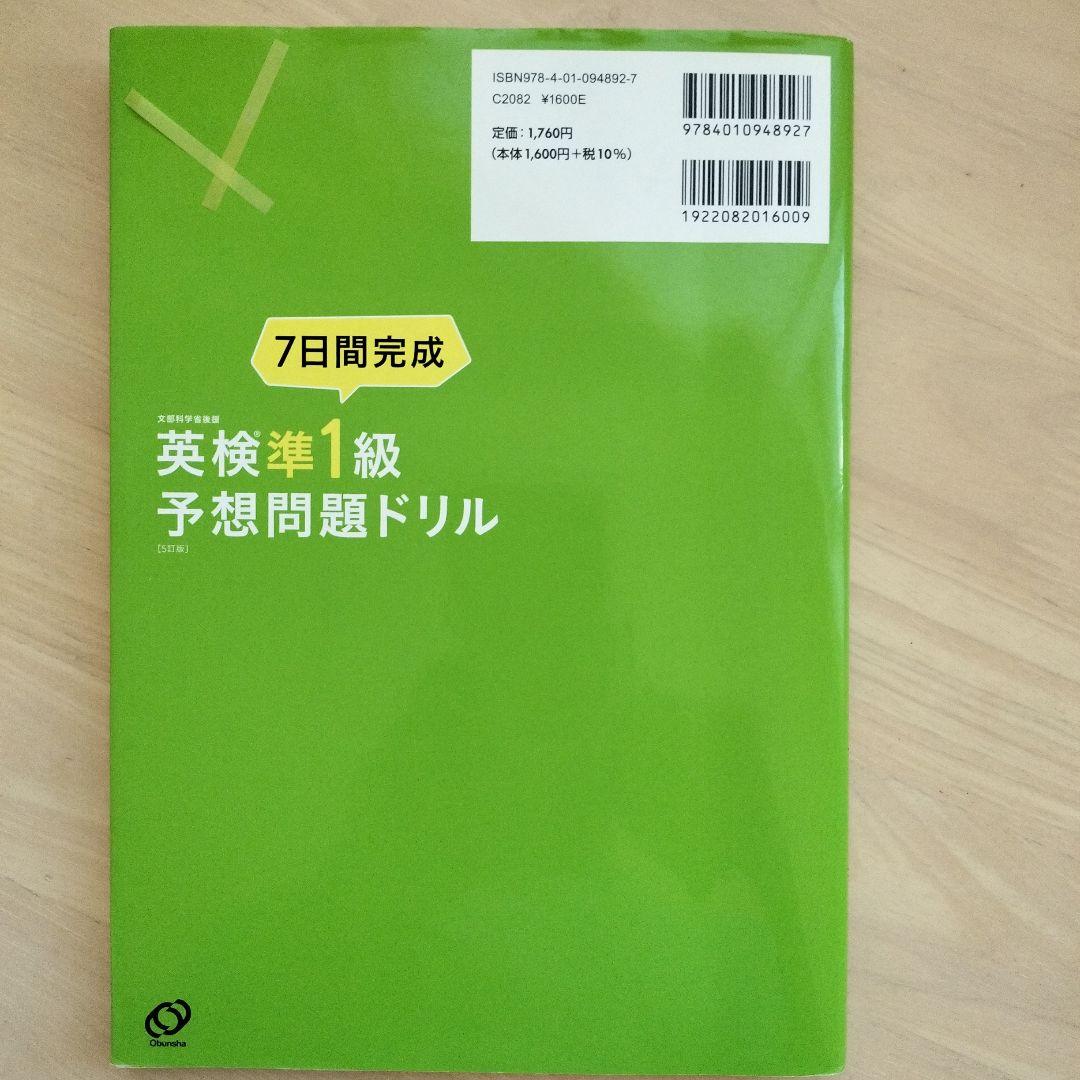 ISBN978-4-01-094892-7
C2082 ¥1600E
定価：1,760円
（本体1,600円＋税10％）
9784010948927
1922082016009
7日間完成
文部科学省後援
英検®準1級
予想問題ドリル
［5訂版］
Obunsha